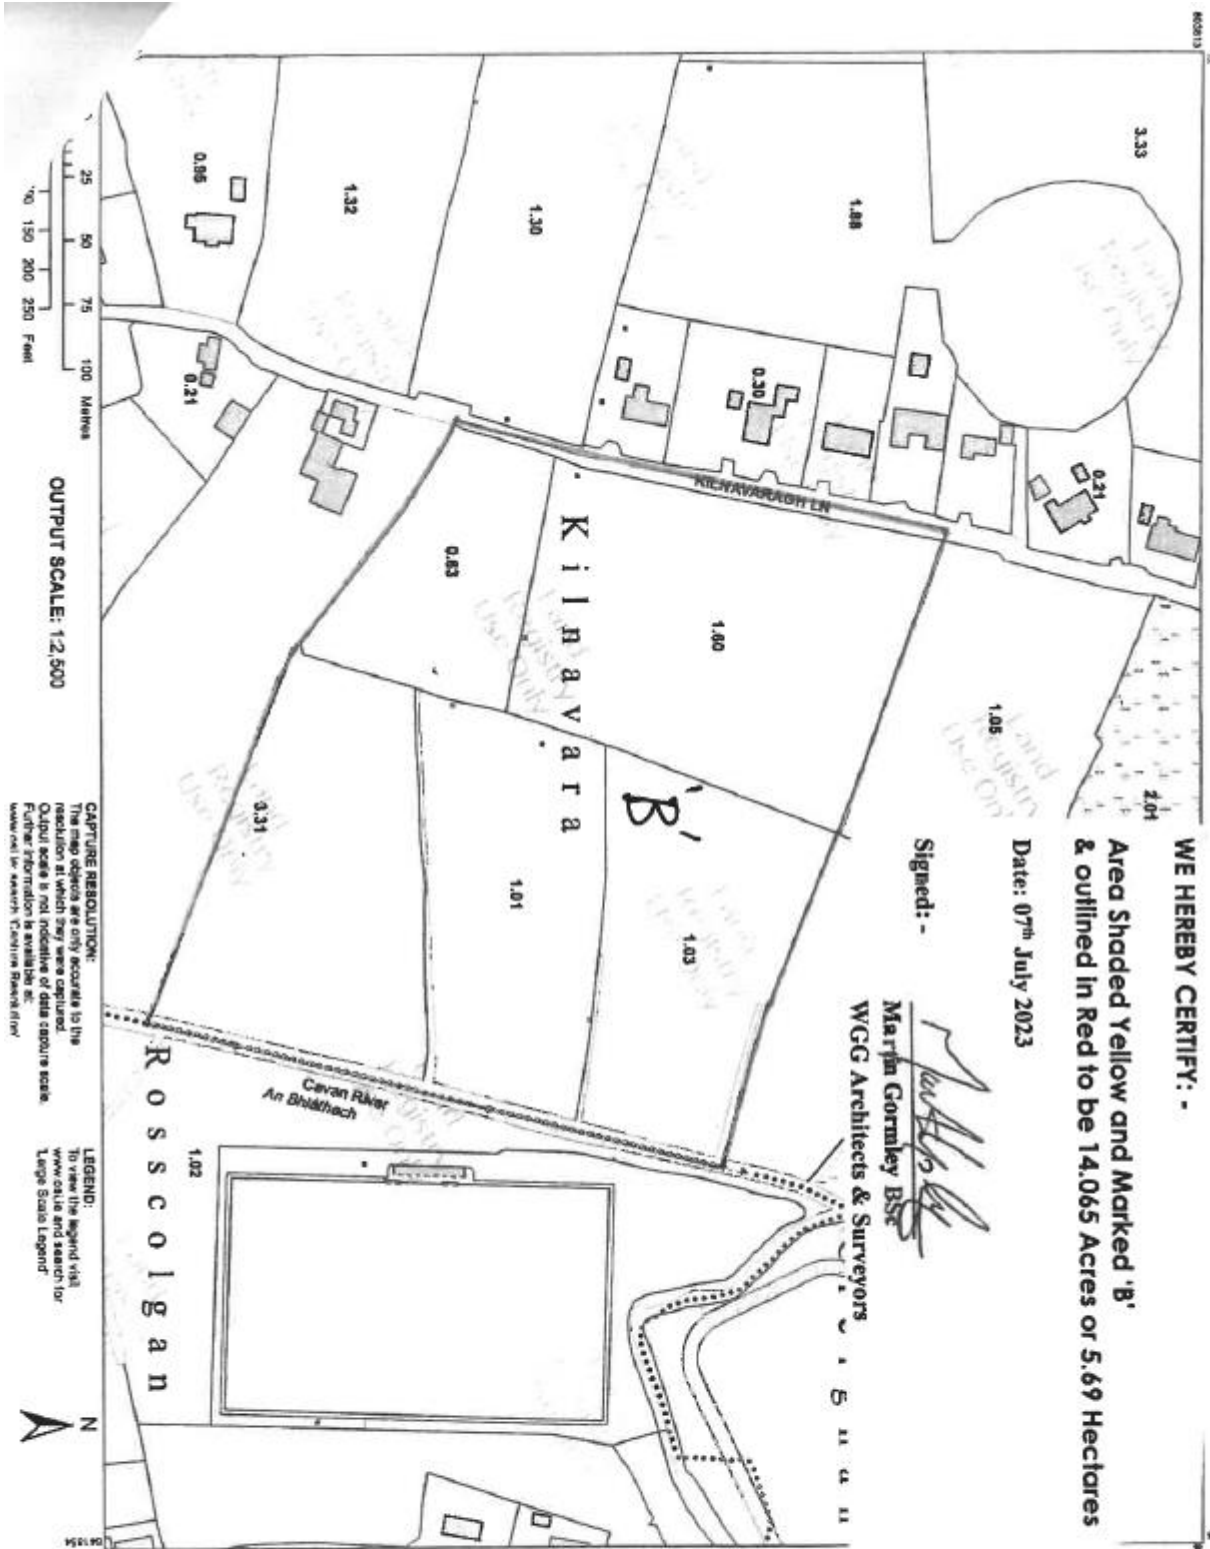 WE HEREBY CERTIFY: -
Area Shaded Yellow and Marked 'B'
& outlined in Red to be 14.065 Acres or 5.69 Hectares
Date: 07th July 2023
Signed: -
Martin Gormley BSc
WGG Architects & Surveyors
3.33
1.88
1.30
1.32
0.95
0.30
0.21
0.21
KILNAVARAGH LN
2.01
1.05
1.60
0.63
Kilnavara
'B'
1.03
1.01
3.31
Cavan River
An Bhláthach
1.02
Rosscolgan
Land
Registry
Use Only
25 50 75 100 Metres
150 200 250 Feet
OUTPUT SCALE: 1:2,500
CAPTURE RESOLUTION:
The map objects are only accurate to the
resolution at which they were captured.
Output scale is not indicative of data capture scale.
Further information is available at:
LEGEND:
To view the legend visit
www.osi.ie and search for
'Large Scale Legend'
N